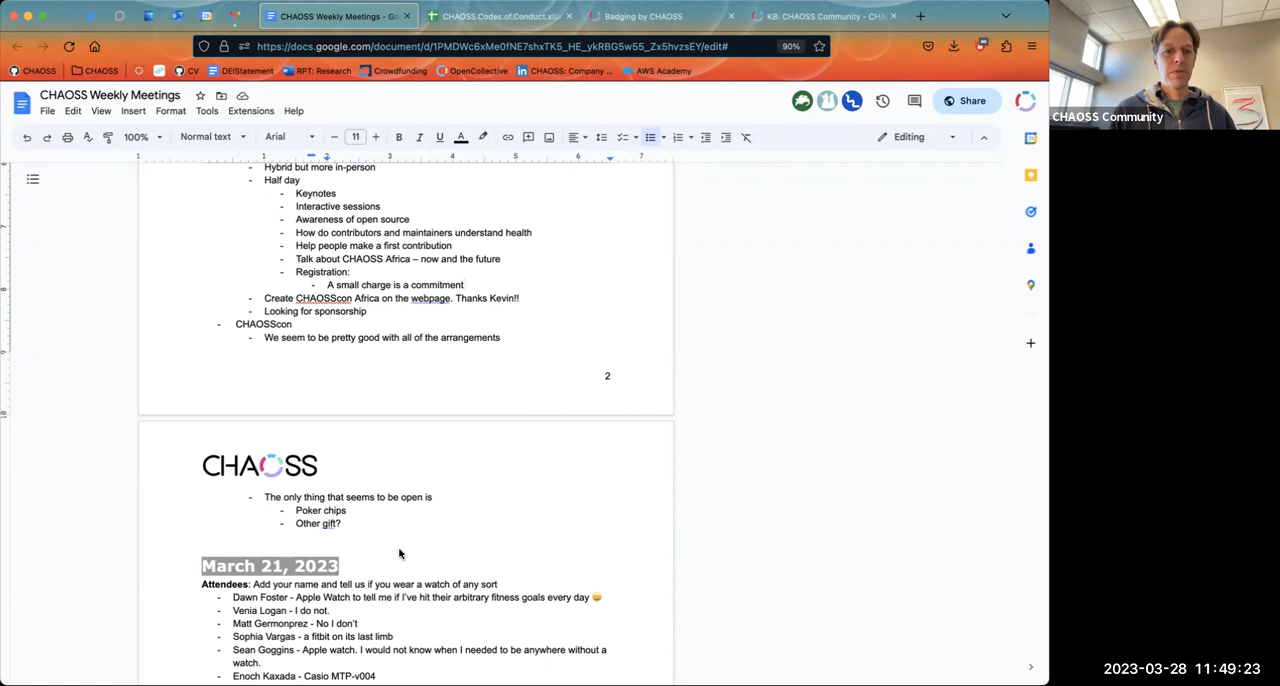 CHAOSS Weekly Meetings - Go
CHAOSS.Codes.of.Conduct.xls
Badging by CHAOSS
KB: CHAOSS Community - CHA
https://docs.google.com/document/d/1PMDWc6xMe0fNE7shxTK5_HE_ykRBG5w55_Zx5hvzsEY/edit#
90%
CHAOSS
CHAOSS
CV
DEIStatement
RPT: Research
Crowdfunding
OpenCollective
CHAOSS: Company ...
AWS Academy
CHAOSS Weekly Meetings
File Edit View Insert Format Tools Extensions Help
Share
100%
Normal text
Arial
11
Editing
1 1 2 3 4 5 6 7
- Hybrid but more in-person
- Half day
- Keynotes
- Interactive sessions
- Awareness of open source
- How do contributors and maintainers understand health
- Help people make a first contribution
- Talk about CHAOSS Africa – now and the future
- Registration:
- A small charge is a commitment
- Create CHAOSScon Africa on the webpage. Thanks Kevin!!
- Looking for sponsorship
- CHAOSScon
- We seem to be pretty good with all of the arrangements
2
CHAOSS
- The only thing that seems to be open is
- Poker chips
- Other gift?
March 21, 2023
Attendees: Add your name and tell us if you wear a watch of any sort
- Dawn Foster - Apple Watch to tell me if I've hit their arbitrary fitness goals every day 😀
- Venia Logan - I do not.
- Matt Germonprez - No I don't
- Sophia Vargas - a fitbit on its last limb
- Sean Goggins - Apple watch. I would not know when I needed to be anywhere without a
watch.
- Enoch Kaxada - Casio MTP-v004
CHAOSS Community
2023-03-28 11:49:23